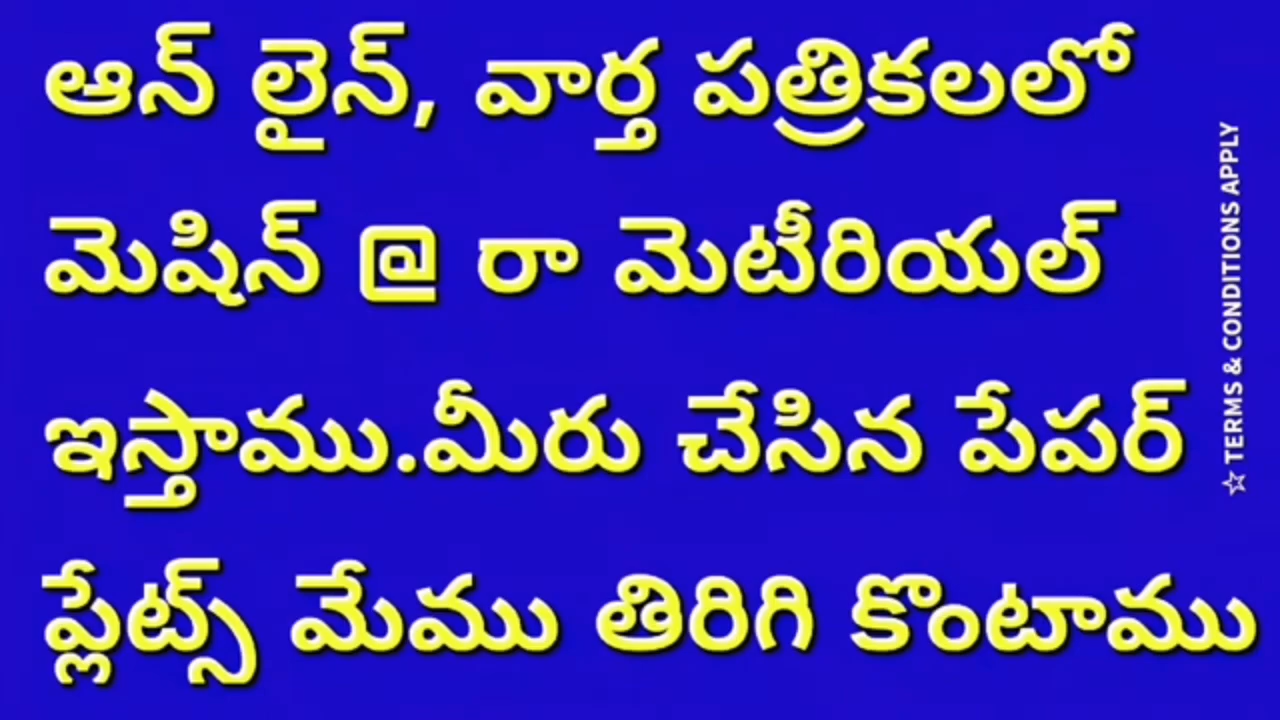 ఆన్ లైన్, వార్త పత్రికలలో
మెషిన్ @ రా మెటీరియల్
ఇస్తాము.మీరు చేసిన పేపర్
ప్లేట్స్ మేము తిరిగి కొంటాము
☆ TERMS & CONDITIONS APPLY